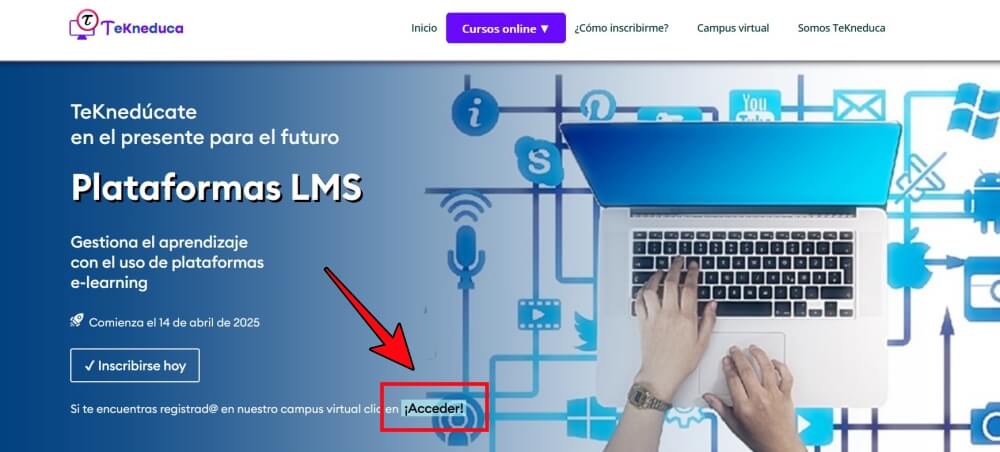 TeKneduca
Inicio
Cursos online ▼
¿Cómo inscribirme?
Campus virtual
Somos TeKneduca
TeKnedúcate
en el presente para el futuro
Plataformas LMS
Gestiona el aprendizaje
con el uso de plataformas
e-learning
Comienza el 14 de abril de 2025
✓ Inscribirse hoy
Si te encuentras registrad@ en nuestro campus virtual clic en ¡Acceder!
You
Tube